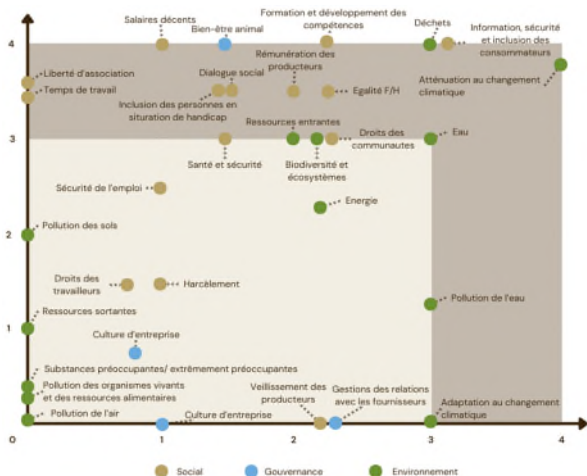 Salaires décents
Bien-être animal
Formation et développement des
compétences
Déchets
Information, sécurité
et inclusion des
consommateurs
4
Liberté d'association
Temps de travail
Dialogue social
Inclusion des personnes en
situration de handicap
Rémunération des
producteurs
Egalité F/H
Atténuation au changement
climatique
3
Ressources entrantes
Santé et sécurité
Biodiversité et
écosystèmes
Droits des
communautes
Eau
Sécurité de l'emploi
Energie
2
Pollution des sols
Droits des
travailleurs
Harcèlement
Pollution de l'eau
1
Ressources sortantes
Culture d'entreprise
Substances préoccupantes/ extrêmement préoccupantes
Pollution des organismes vivants
et des ressources alimentaires
Pollution de l'air
Culture d'entreprise
Veillissement des
producteurs
Gestions des relations
avec les fournisseurs
Adaptation au changement
climatique
0 1 2 3 4
Social Gouvernance Environnement